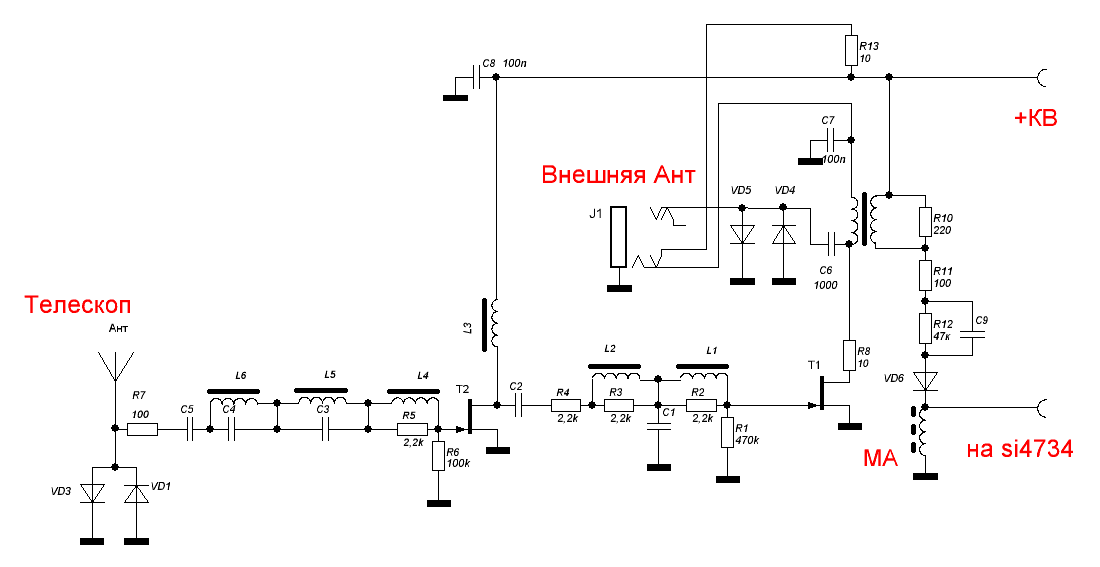 R13
10
C8 100n
+КВ
C7
100n
Внешняя Ант
VD5
VD4
J1
R10
220
C6
1000
R11
100
Телескоп
Ант
L3
R12
47к
C9
R8
10
L2
L1
T1
VD6
L6
L5
L4
T2
C2
R4
2,2k
R3
2,2k
C1
R2
2,2k
R7
100
C5
C4
C3
R5
2,2k
R1
470k
R6
100k
МА
на si4734
VD3
VD1